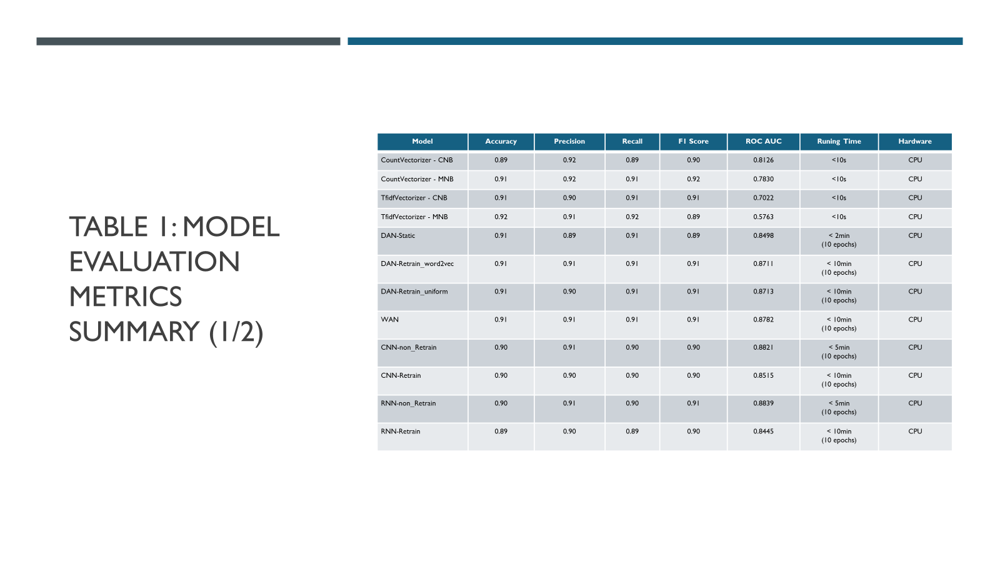 TABLE 1: MODEL
EVALUATION
METRICS
SUMMARY (1/2)
Model Accuracy Precision Recall F1 Score ROC AUC Runing Time Hardware
CountVectorizer - CNB 0.89 0.92 0.89 0.90 0.8126 <10s CPU
CountVectorizer - MNB 0.91 0.92 0.91 0.92 0.7830 <10s CPU
TfidfVectorizer - CNB 0.91 0.90 0.91 0.91 0.7022 <10s CPU
TfidfVectorizer - MNB 0.92 0.91 0.92 0.89 0.5763 <10s CPU
DAN-Static 0.91 0.89 0.91 0.89 0.8498 < 2min CPU
(10 epochs)
DAN-Retrain_word2vec 0.91 0.91 0.91 0.91 0.8711 < 10min CPU
(10 epochs)
DAN-Retrain_uniform 0.91 0.90 0.91 0.91 0.8713 < 10min CPU
(10 epochs)
WAN 0.91 0.91 0.91 0.91 0.8782 < 10min CPU
(10 epochs)
CNN-non_Retrain 0.90 0.91 0.90 0.90 0.8821 < 5min CPU
(10 epochs)
CNN-Retrain 0.90 0.90 0.90 0.90 0.8515 < 10min CPU
(10 epochs)
RNN-non_Retrain 0.90 0.91 0.90 0.91 0.8839 < 5min CPU
(10 epochs)
RNN-Retrain 0.89 0.90 0.89 0.90 0.8445 < 10min CPU
(10 epochs)